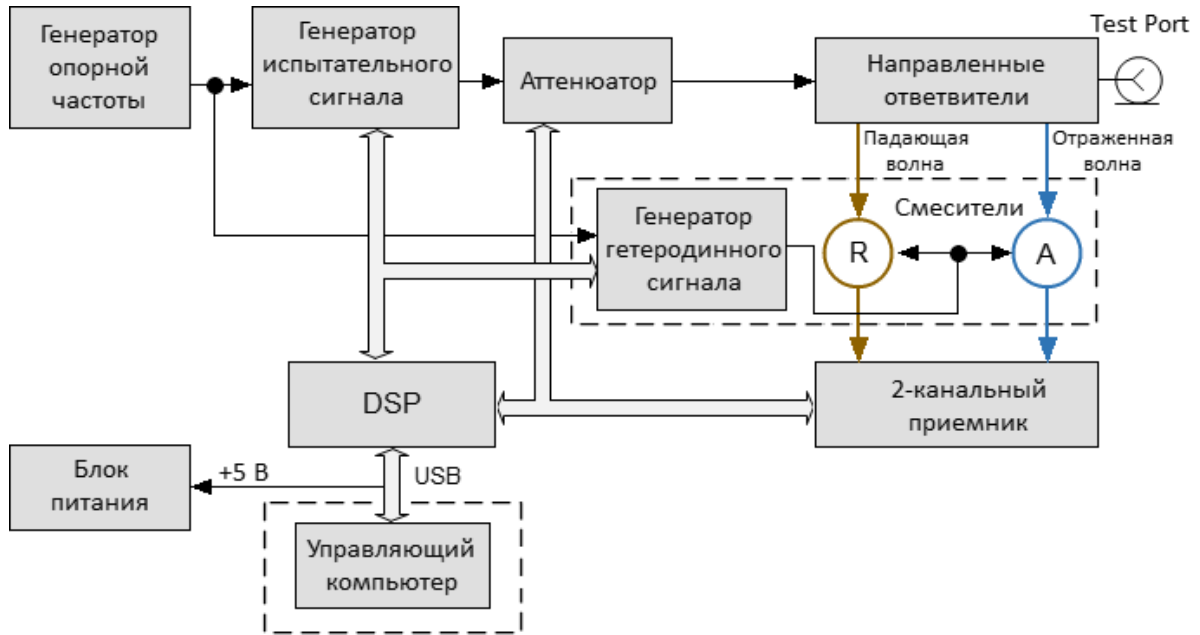 Генератор
опорной
частоты
Генератор
испытательного
сигнала
Аттенюатор
Направленные
ответвители
Test Port
Падающая
волна
Отраженная
волна
Генератор
гетеродинного
сигнала
Смесители
R
A
DSP
2-канальный
приемник
Блок
питания
+5 В
USB
Управляющий
компьютер